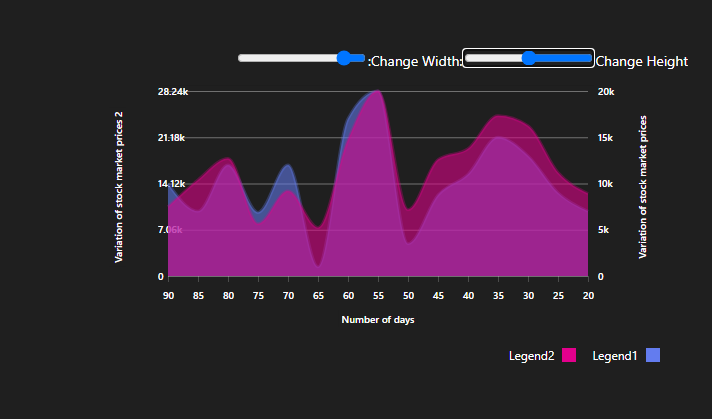 :Change Width:
Change Height
Variation of stock market prices 2
28.24k
21.18k
14.12k
7.06k
0
20k
15k
10k
5k
0
Variation of stock market prices
90 85 80 75 70 65 60 55 50 45 40 35 30 25 20
Number of days
Legend2 Legend1